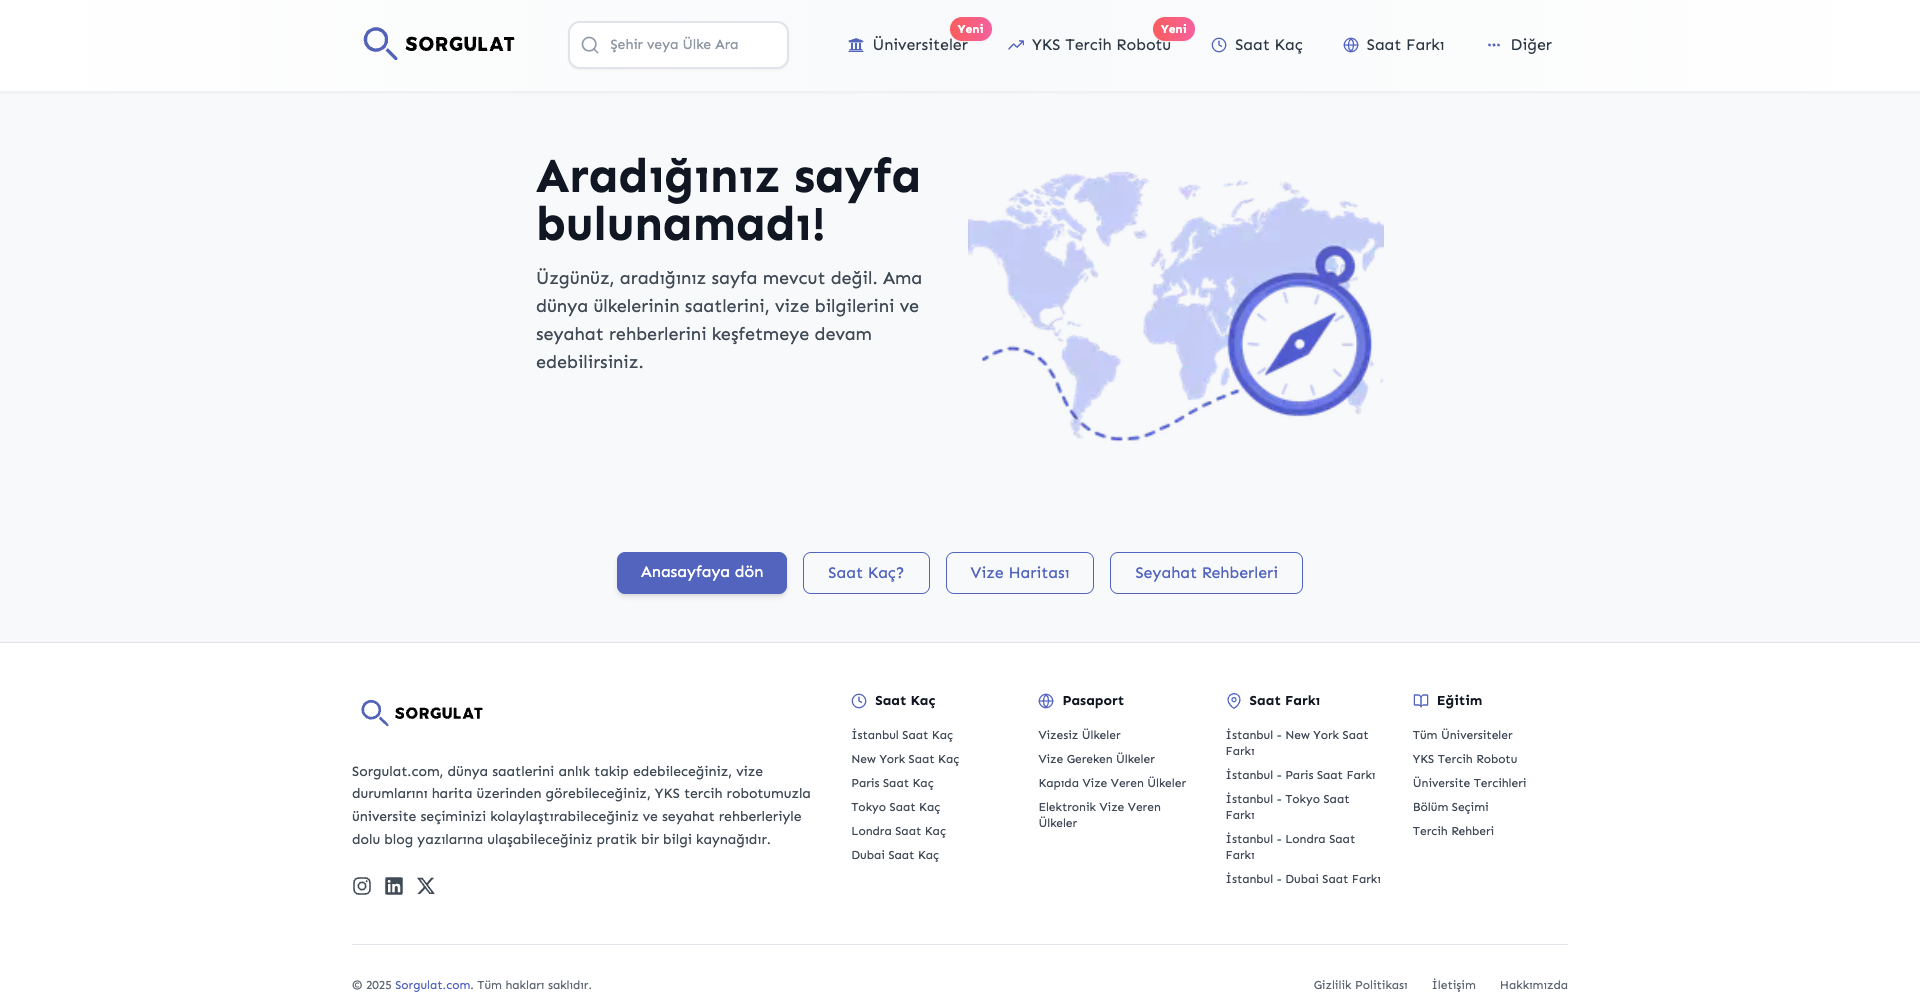 SORGULAT
Şehir veya Ülke Ara
Üniversiteler
Yeni
YKS Tercih Robotu
Yeni
Saat Kaç
Saat Farkı
Diğer
Aradığınız sayfa
bulunamadı!
Üzgünüz, aradığınız sayfa mevcut değil. Ama
dünya ülkelerinin saatlerini, vize bilgilerini ve
seyahat rehberlerini keşfetmeye devam
edebilirsiniz.
Anasayfaya dön
Saat Kaç?
Vize Haritası
Seyahat Rehberleri
SORGULAT
Sorgulat.com, dünya saatlerini anlık takip edebileceğiniz, vize
durumlarını harita üzerinden görebileceğiniz, YKS tercih robotumuzla
üniversite seçiminizi kolaylaştırabileceğiniz ve seyahat rehberleriyle
dolu blog yazılarına ulaşabileceğiniz pratik bir bilgi kaynağıdır.
Saat Kaç
İstanbul Saat Kaç
New York Saat Kaç
Paris Saat Kaç
Tokyo Saat Kaç
Londra Saat Kaç
Dubai Saat Kaç
Pasaport
Vizesiz Ülkeler
Vize Gereken Ülkeler
Kapıda Vize Veren Ülkeler
Elektronik Vize Veren
Ülkeler
Saat Farkı
İstanbul - New York Saat
Farkı
İstanbul - Paris Saat Farkı
İstanbul - Tokyo Saat
Farkı
İstanbul - Londra Saat
Farkı
İstanbul - Dubai Saat Farkı
Eğitim
Tüm Üniversiteler
YKS Tercih Robotu
Üniversite Tercihleri
Bölüm Seçimi
Tercih Rehberi
© 2025 Sorgulat.com. Tüm hakları saklıdır.
Gizlilik Politikası
İletişim
Hakkımızda